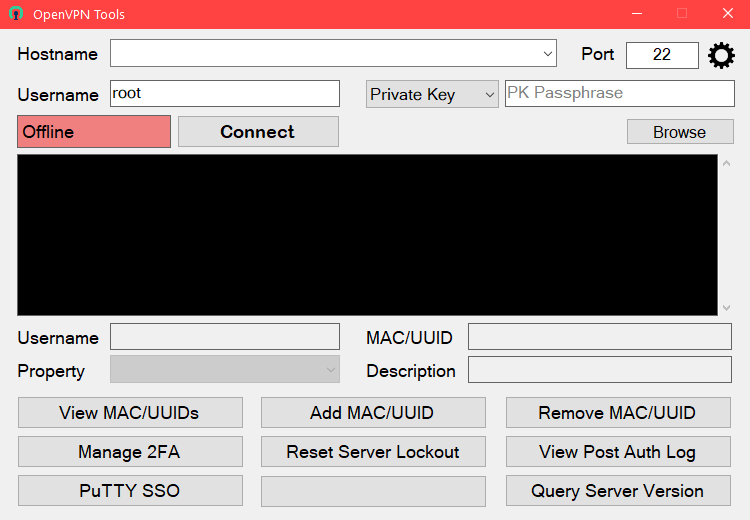 OpenVPN Tools
Hostname Port 22
Username root Private Key PK Passphrase
Offline Connect Browse
Username MAC/UUID
Property Description
View MAC/UUIDs Add MAC/UUID Remove MAC/UUID
Manage 2FA Reset Server Lockout View Post Auth Log
PuTTY SSO Query Server Version